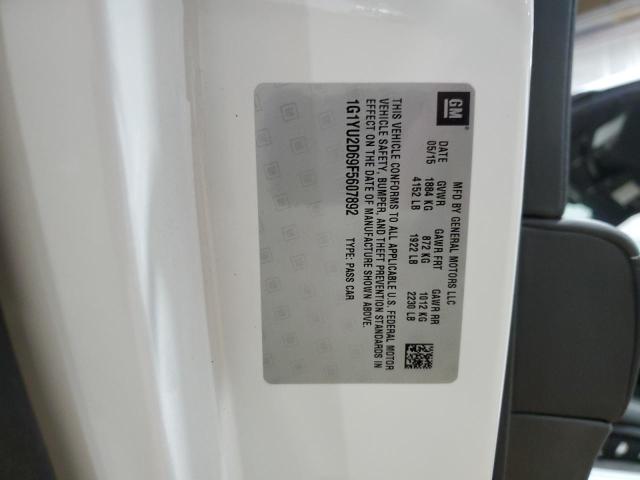 GM
MFD BY GENERAL MOTORS LLC
DATE GVWR GAWR FRT GAWR RR
05/15 1884 KG 872 KG 1012 KG
4152 LB 1922 LB 2230 LB
THIS VEHICLE CONFORMS TO ALL APPLICABLE U.S. FEDERAL MOTOR
VEHICLE SAFETY, BUMPER, AND THEFT PREVENTION STANDARDS IN
EFFECT ON THE DATE OF MANUFACTURE SHOWN ABOVE.
1G1YU2D69F5607892 TYPE: PASS CAR